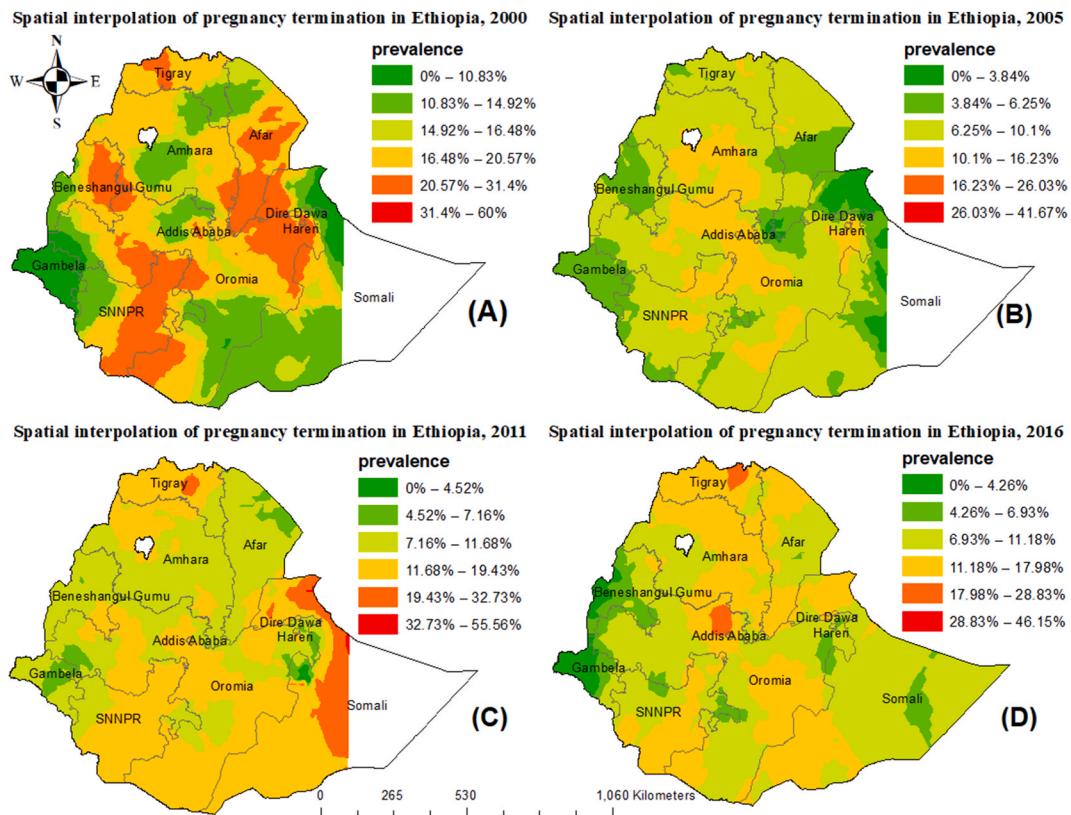 Spatial interpolation of pregnancy termination in Ethiopia, 2000
N
W E
S
prevalence
0% – 10.83%
10.83% – 14.92%
14.92% – 16.48%
16.48% – 20.57%
20.57% – 31.4%
31.4% – 60%
Tigray
Afar
Amhara
Beneshangul Gumu
Dire Dawa
Addis Ababa
Hareri
Gambela
Oromia
SNNPR
Somali
(A)
Spatial interpolation of pregnancy termination in Ethiopia, 2005
prevalence
0% – 3.84%
3.84% – 6.25%
6.25% – 10.1%
10.1% – 16.23%
16.23% – 26.03%
26.03% – 41.67%
Tigray
Afar
Amhara
Beneshangul Gumu
Dire Dawa
Addis Ababa
Hareri
Gambela
Oromia
SNNPR
Somali
(B)
Spatial interpolation of pregnancy termination in Ethiopia, 2011
prevalence
0% – 4.52%
4.52% – 7.16%
7.16% – 11.68%
11.68% – 19.43%
19.43% – 32.73%
32.73% – 55.56%
Tigray
Afar
Amhara
Beneshangul Gumu
Dire Dawa
Addis Ababa
Hareri
Gambela
Oromia
SNNPR
Somali
(C)
Spatial interpolation of pregnancy termination in Ethiopia, 2016
prevalence
0% – 4.26%
4.26% – 6.93%
6.93% – 11.18%
11.18% – 17.98%
17.98% – 28.83%
28.83% – 46.15%
Tigray
Afar
Amhara
Beneshangul Gumu
Dire Dawa
Addis Ababa
Hareri
Gambela
Oromia
SNNPR
Somali
(D)
0 265 530 1,060 Kilometers